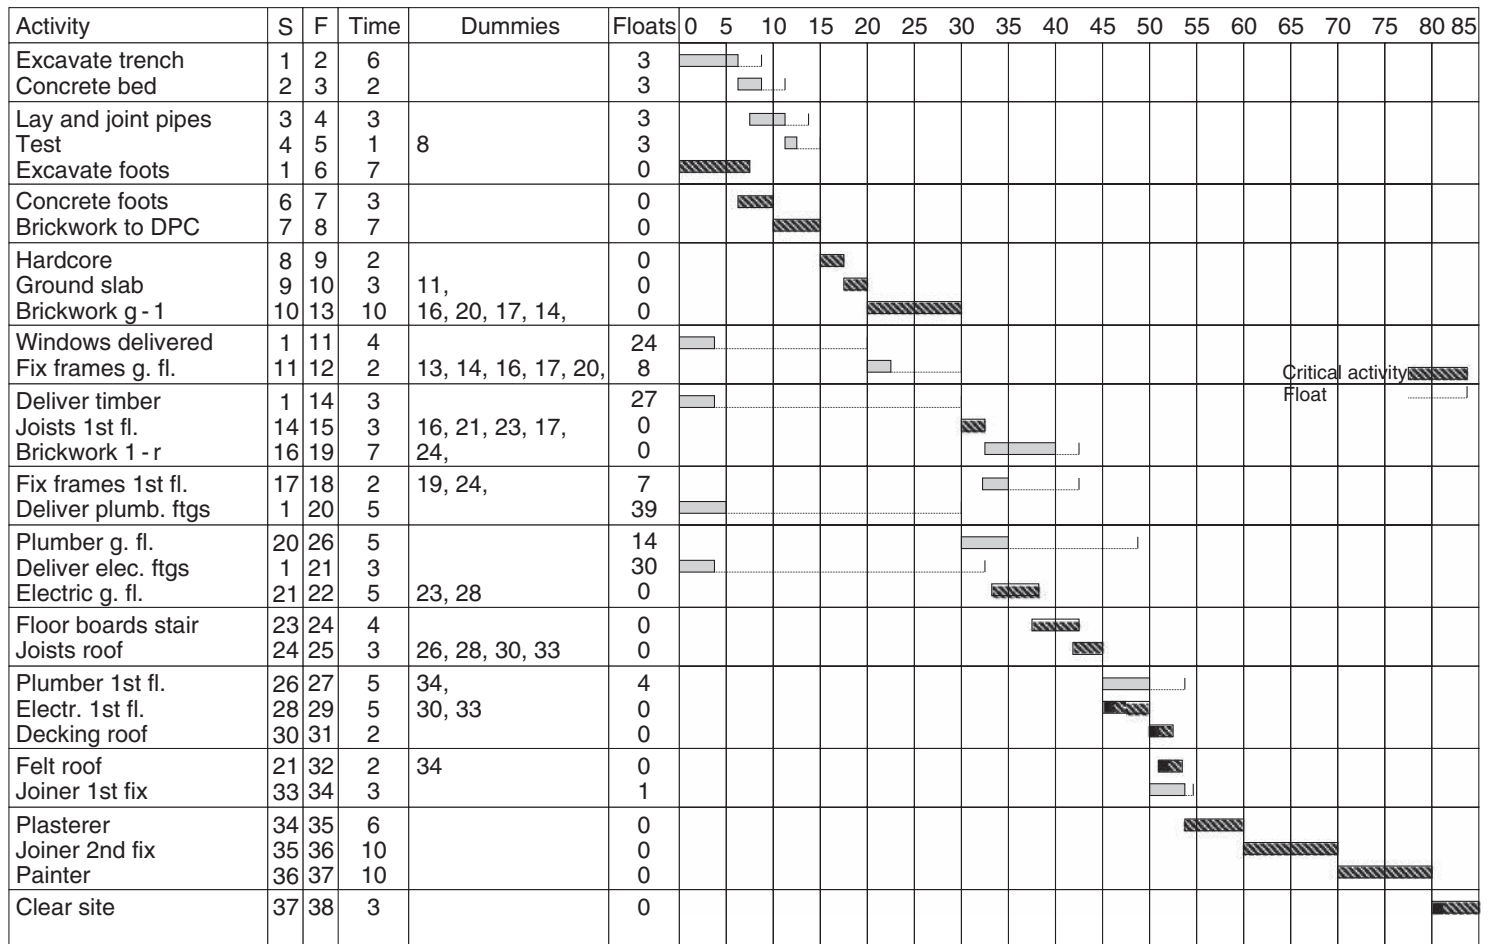 Activity S F Time Dummies Floats 0 5 10 15 20 25 30 35 40 45 50 55 60 65 70 75 80 85
Excavate trench 1 2 6 3
Concrete bed 2 3 2 3
Lay and joint pipes 3 4 3 3
Test 4 5 1 8 3
Excavate foots 1 6 7 0
Concrete foots 6 7 3 0
Brickwork to DPC 7 8 7 0
Hardcore 8 9 2 0
Ground slab 9 10 3 11, 0
Brickwork g - 1 10 13 10 16, 20, 17, 14, 0
Windows delivered 1 11 4 24
Fix frames g. fl. 11 12 2 13, 14, 16, 17, 20, 8
Critical activity
Deliver timber 1 14 3 27
Float
Joists 1st fl. 14 15 3 16, 21, 23, 17, 0
Brickwork 1 - r 16 19 7 24, 0
Fix frames 1st fl. 17 18 2 19, 24, 7
Deliver plumb. ftgs 1 20 5 39
Plumber g. fl. 20 26 5 14
Deliver elec. ftgs 1 21 3 30
Electric g. fl. 21 22 5 23, 28 0
Floor boards stair 23 24 4 0
Joists roof 24 25 3 26, 28, 30, 33 0
Plumber 1st fl. 26 27 5 34, 4
Electr. 1st fl. 28 29 5 30, 33 0
Decking roof 30 31 2 0
Felt roof 21 32 2 34 0
Joiner 1st fix 33 34 3 1
Plasterer 34 35 6 0
Joiner 2nd fix 35 36 10 0
Painter 36 37 10 0
Clear site 37 38 3 0